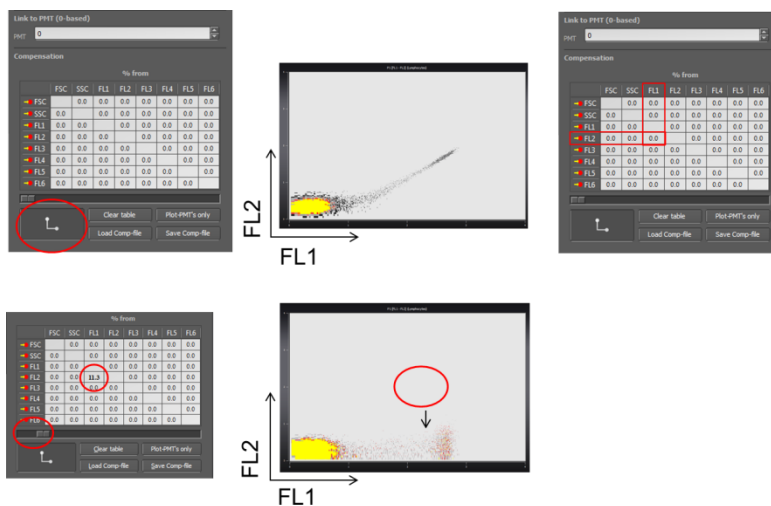 Link to PMT (0-based)
PMT 0
Compensation
% from
FSC SSC FL1 FL2 FL3 FL4 FL5 FL6
FSC 0.0 0.0 0.0 0.0 0.0 0.0 0.0
SSC 0.0 0.0 0.0 0.0 0.0 0.0 0.0
FL1 0.0 0.0 0.0 0.0 0.0 0.0 0.0
FL2 0.0 0.0 0.0 0.0 0.0 0.0 0.0
FL3 0.0 0.0 0.0 0.0 0.0 0.0 0.0
FL4 0.0 0.0 0.0 0.0 0.0 0.0 0.0
FL5 0.0 0.0 0.0 0.0 0.0 0.0 0.0
FL6 0.0 0.0 0.0 0.0 0.0 0.0 0.0
Clear table Plot-PMT's only
Load Comp-file Save Comp-file
FL2
FL1
Link to PMT (0-based)
PMT 0
Compensation
% from
FSC SSC FL1 FL2 FL3 FL4 FL5 FL6
FSC 0.0 0.0 0.0 0.0 0.0 0.0 0.0
SSC 0.0 0.0 0.0 0.0 0.0 0.0 0.0
FL1 0.0 0.0 0.0 0.0 0.0 0.0 0.0
FL2 0.0 0.0 0.0 0.0 0.0 0.0 0.0
FL3 0.0 0.0 0.0 0.0 0.0 0.0 0.0
FL4 0.0 0.0 0.0 0.0 0.0 0.0 0.0
FL5 0.0 0.0 0.0 0.0 0.0 0.0 0.0
FL6 0.0 0.0 0.0 0.0 0.0 0.0 0.0
Clear table Plot-PMT's only
Load Comp-file Save Comp-file
% from
FSC SSC FL1 FL2 FL3 FL4 FL5 FL6
FSC 0.0 0.0 0.0 0.0 0.0 0.0 0.0
SSC 0.0 0.0 0.0 0.0 0.0 0.0 0.0
FL1 0.0 0.0 0.0 0.0 0.0 0.0 0.0
FL2 0.0 0.0 11.3 0.0 0.0 0.0 0.0
FL3 0.0 0.0 0.0 0.0 0.0 0.0 0.0
FL4 0.0 0.0 0.0 0.0 0.0 0.0 0.0
FL5 0.0 0.0 0.0 0.0 0.0 0.0 0.0
FL6 0.0 0.0 0.0 0.0 0.0 0.0 0.0
Clear table Plot-PMT's only
Load Comp-file Save Comp-file
FL2
FL1